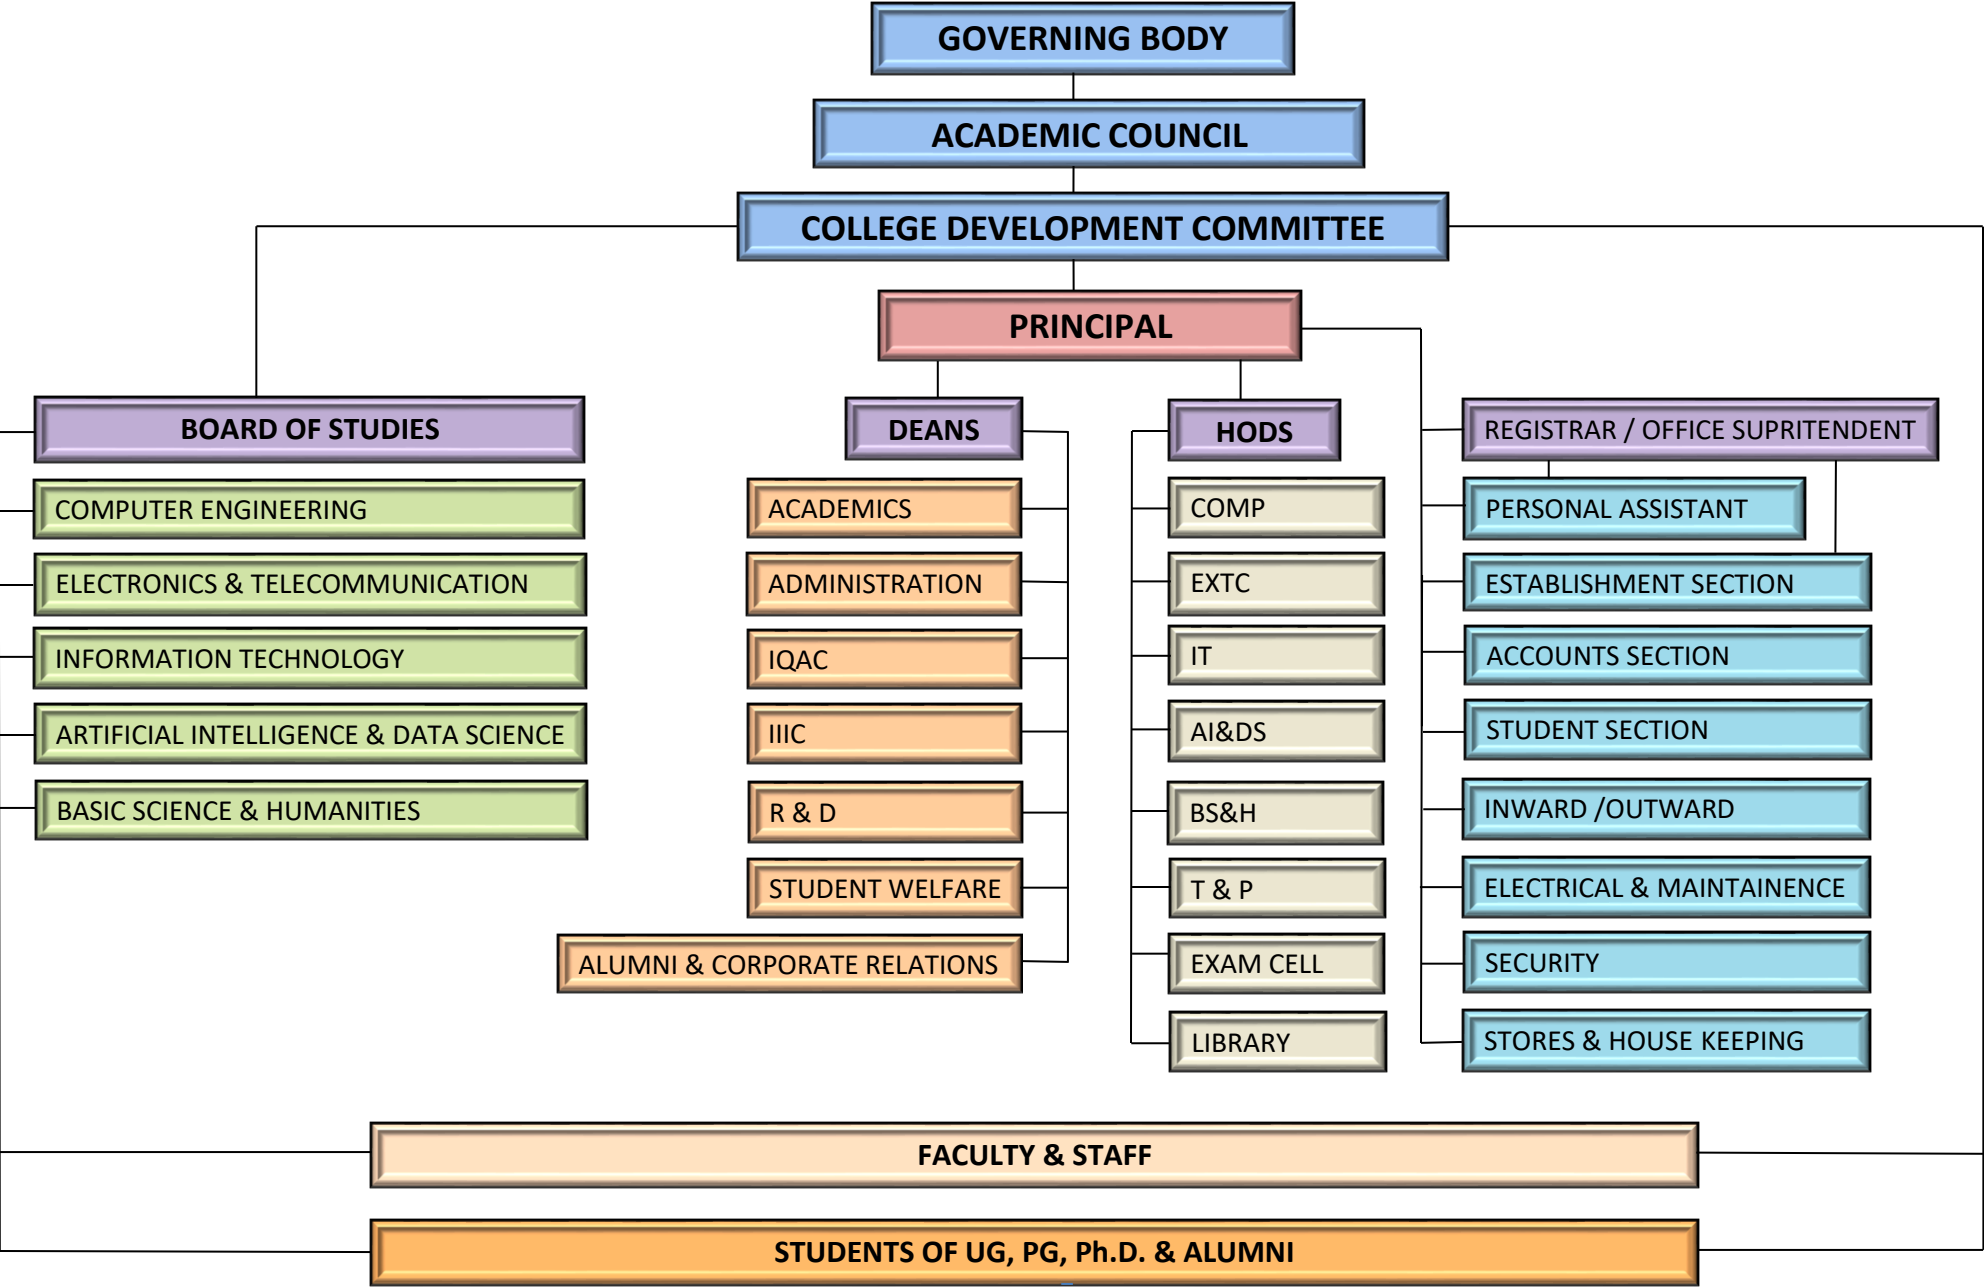 GOVERNING BODY
ACADEMIC COUNCIL
COLLEGE DEVELOPMENT COMMITTEE
PRINCIPAL
BOARD OF STUDIES
COMPUTER ENGINEERING
ELECTRONICS & TELECOMMUNICATION
INFORMATION TECHNOLOGY
ARTIFICIAL INTELLIGENCE & DATA SCIENCE
BASIC SCIENCE & HUMANITIES
DEANS
ACADEMICS
ADMINISTRATION
IQAC
IIIC
R & D
STUDENT WELFARE
ALUMNI & CORPORATE RELATIONS
HODS
COMP
EXTC
IT
AI&DS
BS&H
T & P
EXAM CELL
LIBRARY
REGISTRAR / OFFICE SUPRITENDENT
PERSONAL ASSISTANT
ESTABLISHMENT SECTION
ACCOUNTS SECTION
STUDENT SECTION
INWARD /OUTWARD
ELECTRICAL & MAINTAINENCE
SECURITY
STORES & HOUSE KEEPING
FACULTY & STAFF
STUDENTS OF UG, PG, Ph.D. & ALUMNI